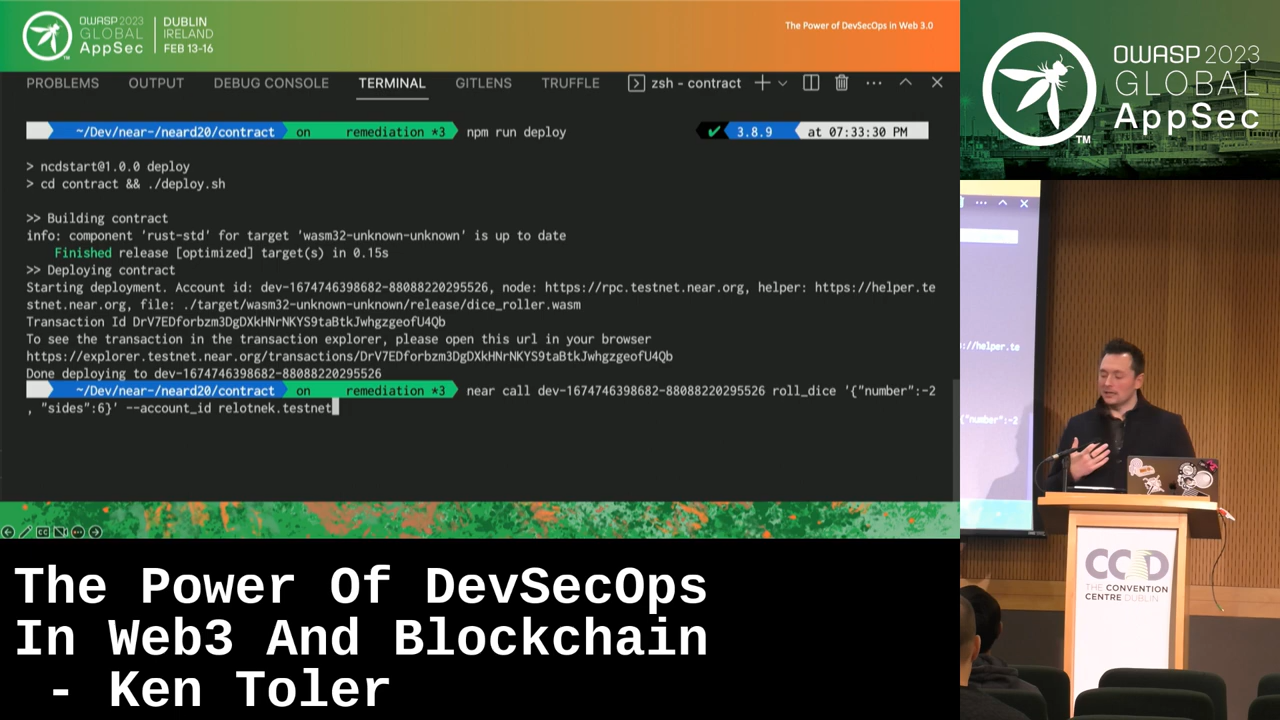 OWASP 2023
GLOBAL
AppSec
TM
DUBLIN
IRELAND
FEB 13-16
The Power of DevSecOps in Web 3.0
PROBLEMS OUTPUT DEBUG CONSOLE TERMINAL GITLENS TRUFFLE zsh - contract
~/Dev/near-/neard20/contract on remediation *3 npm run deploy ✔ 3.8.9 at 07:33:30 PM
> ncdstart@1.0.0 deploy
> cd contract && ./deploy.sh
>> Building contract
info: component 'rust-std' for target 'wasm32-unknown-unknown' is up to date
Finished release [optimized] target(s) in 0.15s
>> Deploying contract
Starting deployment. Account id: dev-1674746398682-88088220295526, node: https://rpc.testnet.near.org, helper: https://helper.te
stnet.near.org, file: ./target/wasm32-unknown-unknown/release/dice_roller.wasm
Transaction Id DrV7EDforbzm3DgDXkHNrNKYS9taBtkJwhgzgeofU4Qb
To see the transaction in the transaction explorer, please open this url in your browser
https://explorer.testnet.near.org/transactions/DrV7EDforbzm3DgDXkHNrNKYS9taBtkJwhgzgeofU4Qb
Done deploying to dev-1674746398682-88088220295526
~/Dev/near-/neard20/contract on remediation *3 near call dev-1674746398682-88088220295526 roll_dice '{"number":-2
, "sides":6}' --account_id relotnek.testnet
The Power Of DevSecOps
In Web3 And Blockchain
- Ken Toler
OWASP 2023
GLOBAL
AppSec
TM
://helper.te
{"number":-2
CCD
THE CONVENTION
CENTRE DUBLIN